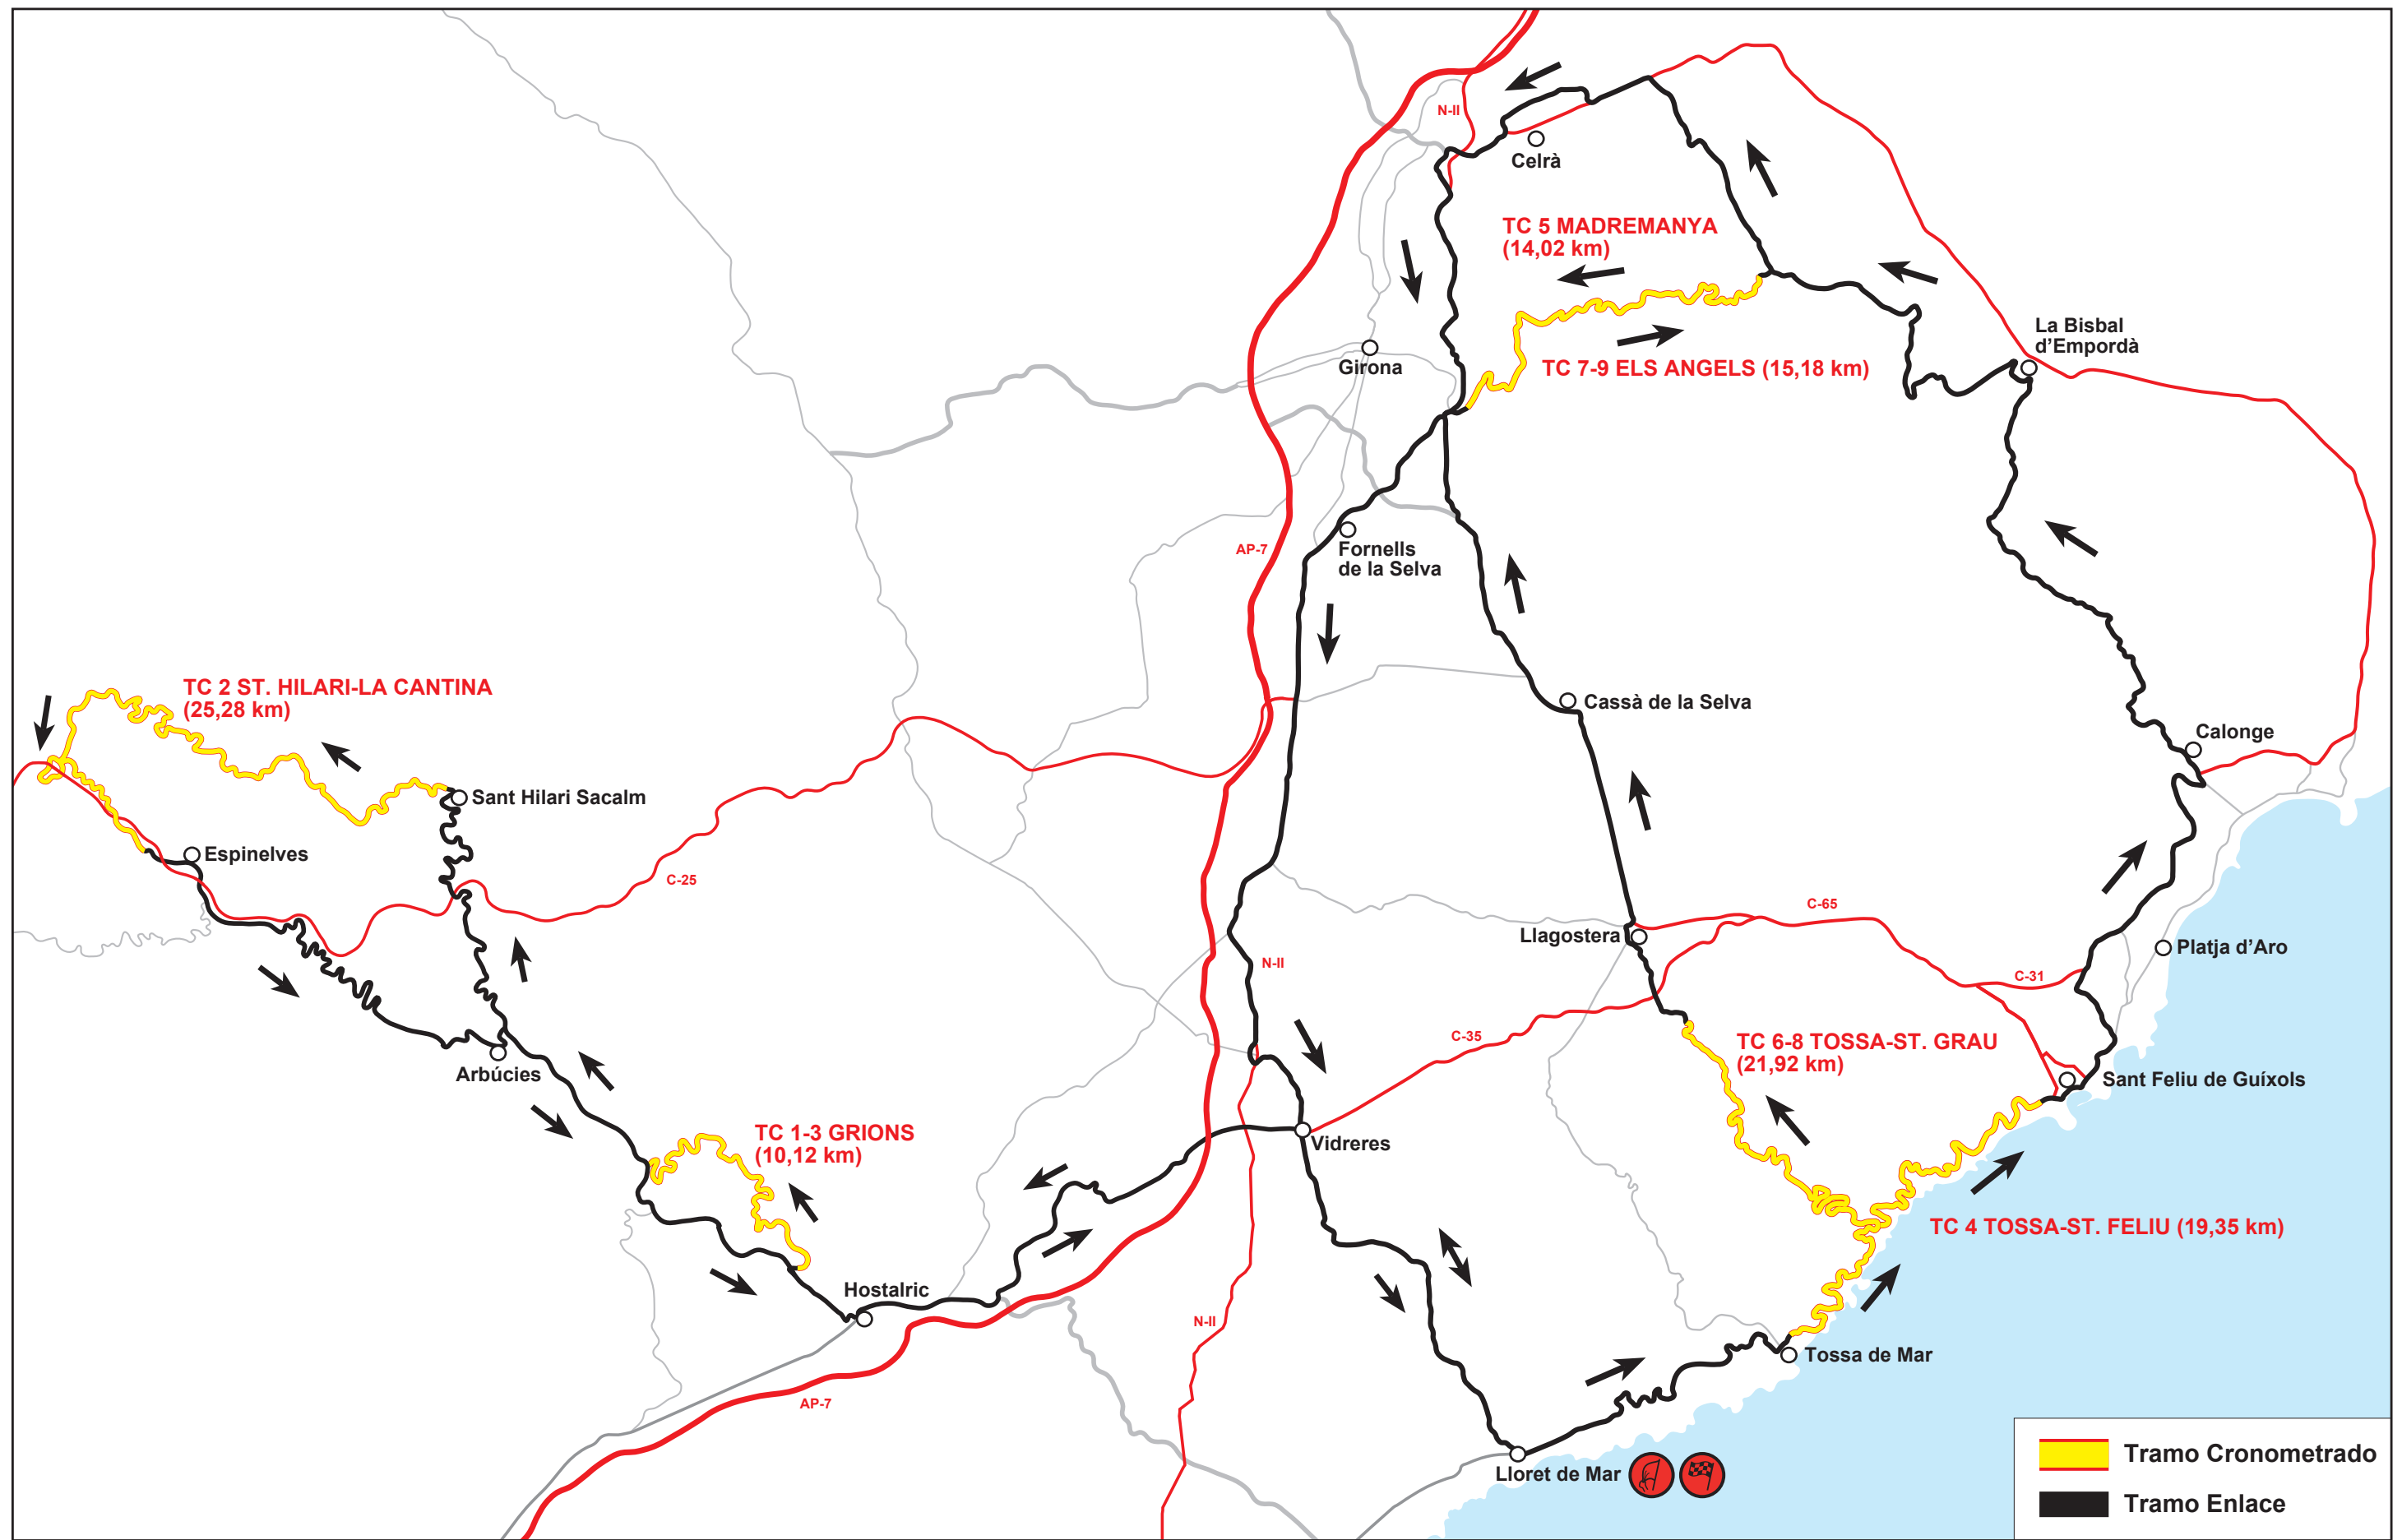 N-II
Celrà
TC 5 MADREMANYA
(14,02 km)
La Bisbal
d’Empordà
Girona
TC 7-9 ELS ANGELS (15,18 km)
AP-7
Fornells
de la Selva
TC 2 ST. HILARI-LA CANTINA
(25,28 km)
Cassà de la Selva
Calonge
Sant Hilari Sacalm
Espinelves
C-25
C-65
Llagostera
Platja d’Aro
N-II
C-31
C-35
TC 6-8 TOSSA-ST. GRAU
(21,92 km)
Arbúcies
Sant Feliu de Guíxols
TC 1-3 GRIONS
(10,12 km)
Vidreres
TC 4 TOSSA-ST. FELIU (19,35 km)
Hostalric
N-II
Tossa de Mar
AP-7
Lloret de Mar
Tramo Cronometrado
Tramo Enlace